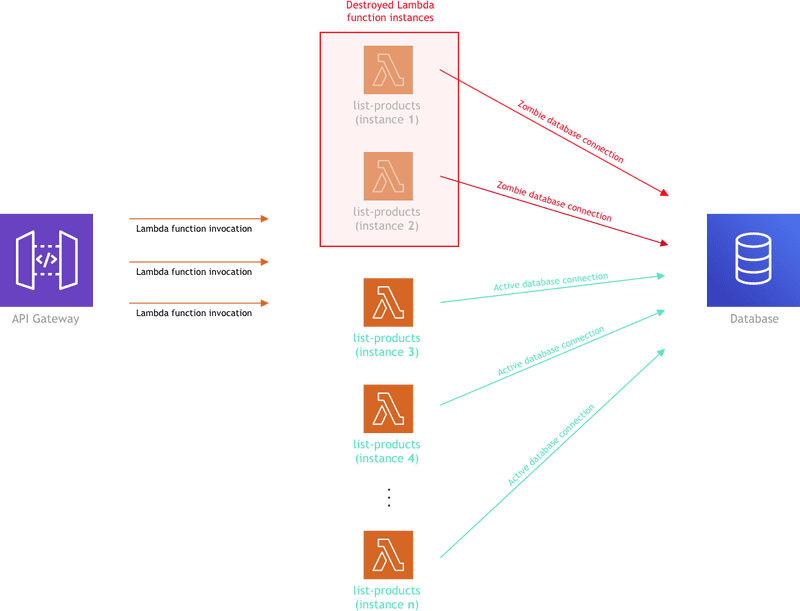 Destroyed Lambda
function instances
list-products
(instance 1)
Zombie database connection
list-products
(instance 2)
Zombie database connection
Lambda function invocation
Lambda function invocation
Lambda function invocation
API Gateway
Active database connection
list-products
(instance 3)
Active database connection
Database
list-products
(instance 4)
Active database connection
list-products
(instance n)